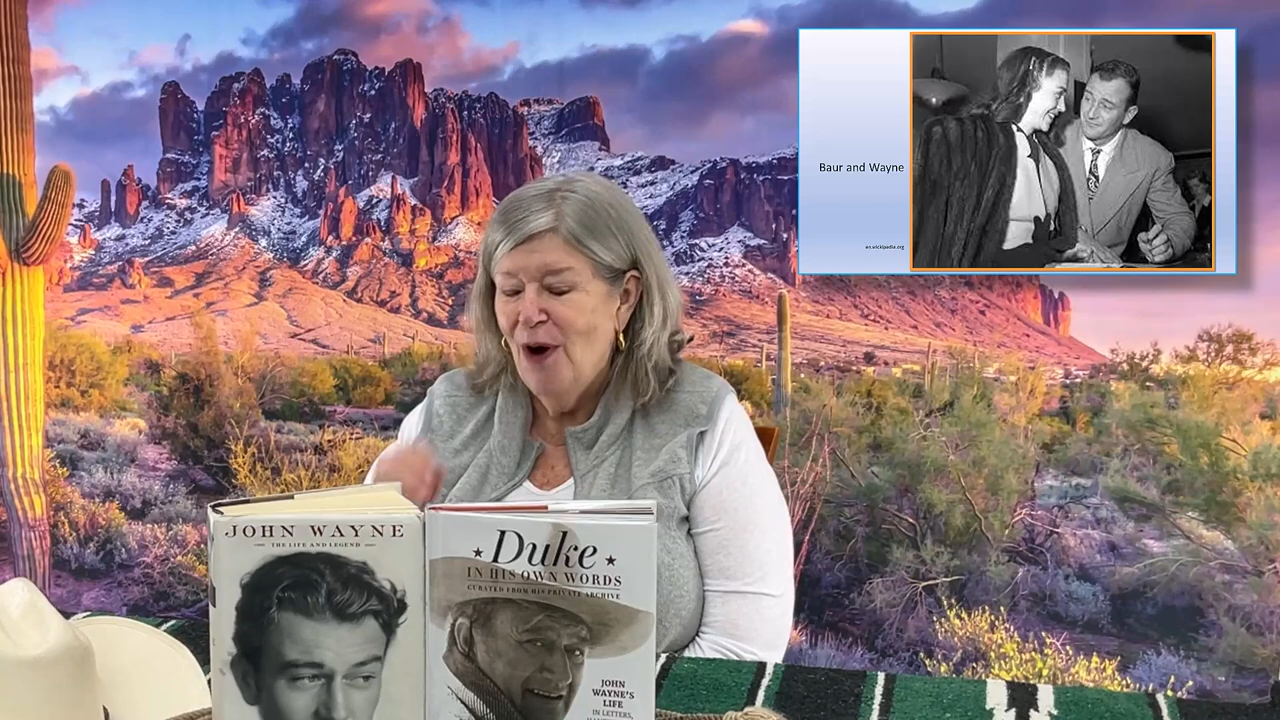 Baur and Wayne
en.wickipadia.org
JOHN WAYNE
THE LIFE AND LEGEND
Duke
IN HIS OWN WORDS
CURATED FROM HIS PRIVATE ARCHIVE
JOHN
WAYNE'S
LIFE
IN LETTERS,